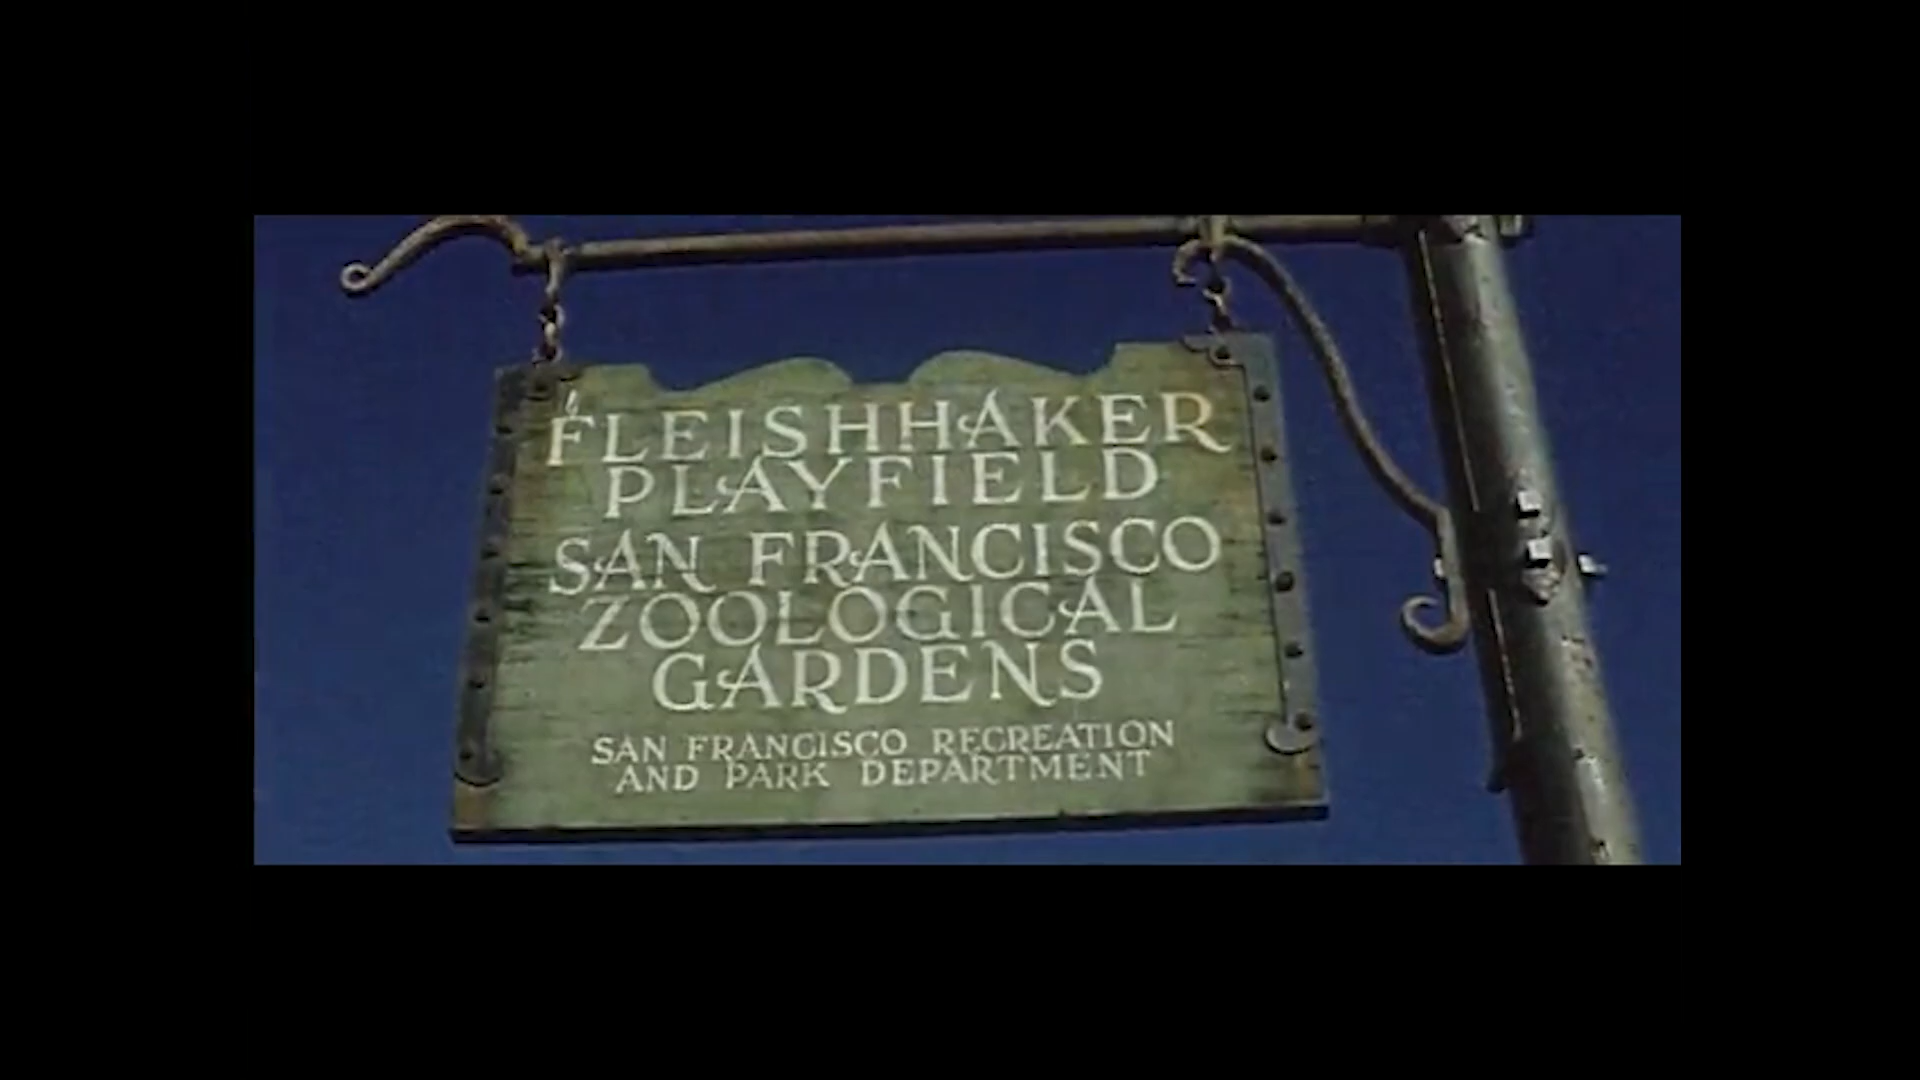 FLEISHHAKER
PLAYFIELD
SAN FRANCISCO
ZOOLOGICAL
GARDENS
SAN FRANCISCO RECREATION
AND PARK DEPARTMENT